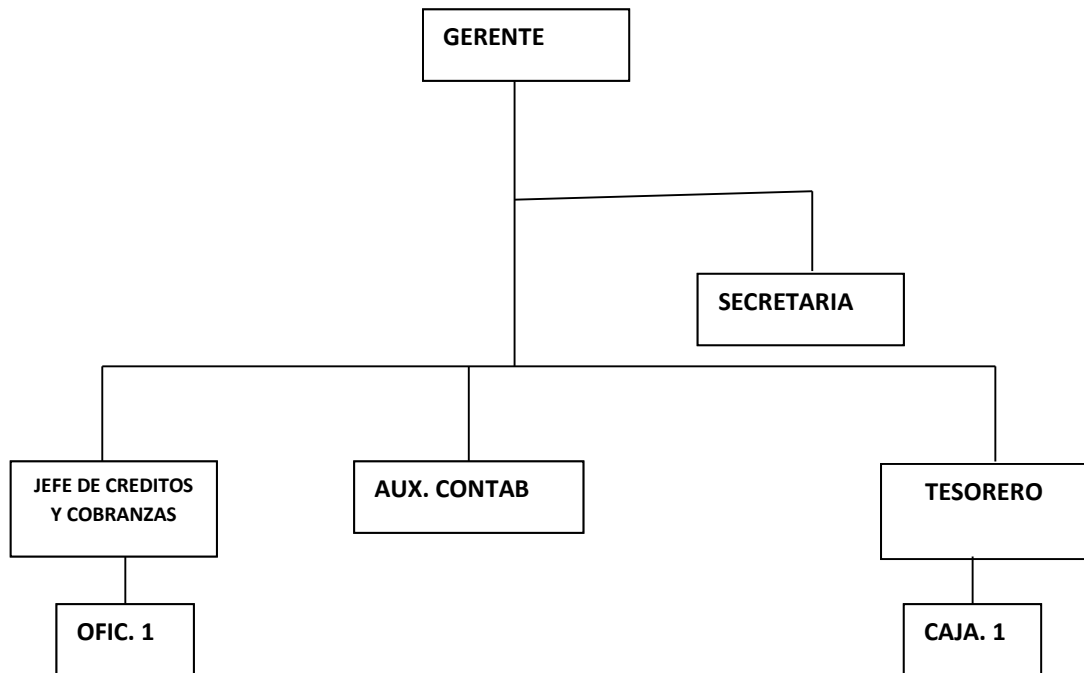 GERENTE
SECRETARIA
JEFE DE CREDITOS
Y COBRANZAS
AUX. CONTAB
TESORERO
OFIC. 1
CAJA. 1